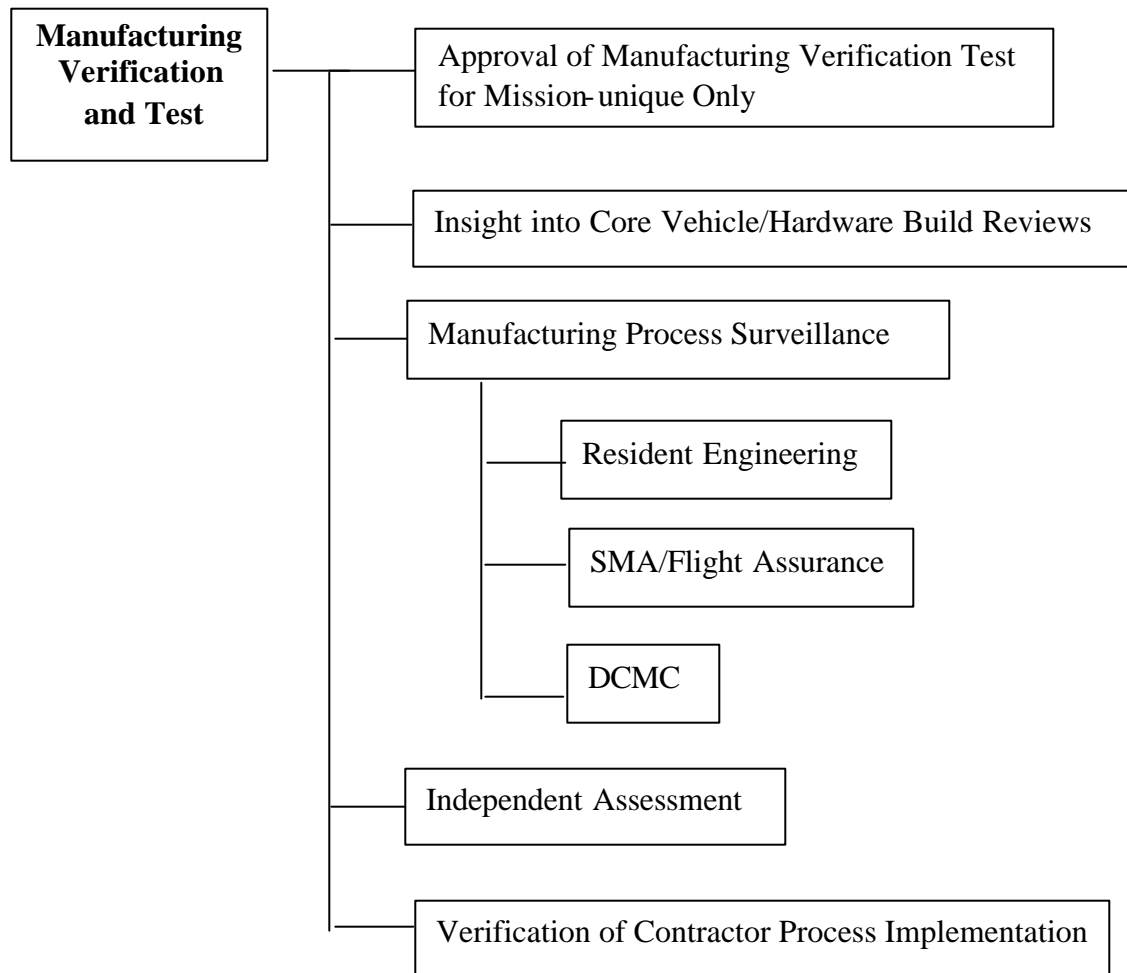 Manufacturing
Verification
and Test
Approval of Manufacturing Verification Test
for Mission-unique Only
Insight into Core Vehicle/Hardware Build Reviews
Manufacturing Process Surveillance
Resident Engineering
SMA/Flight Assurance
DCMC
Independent Assessment
Verification of Contractor Process Implementation